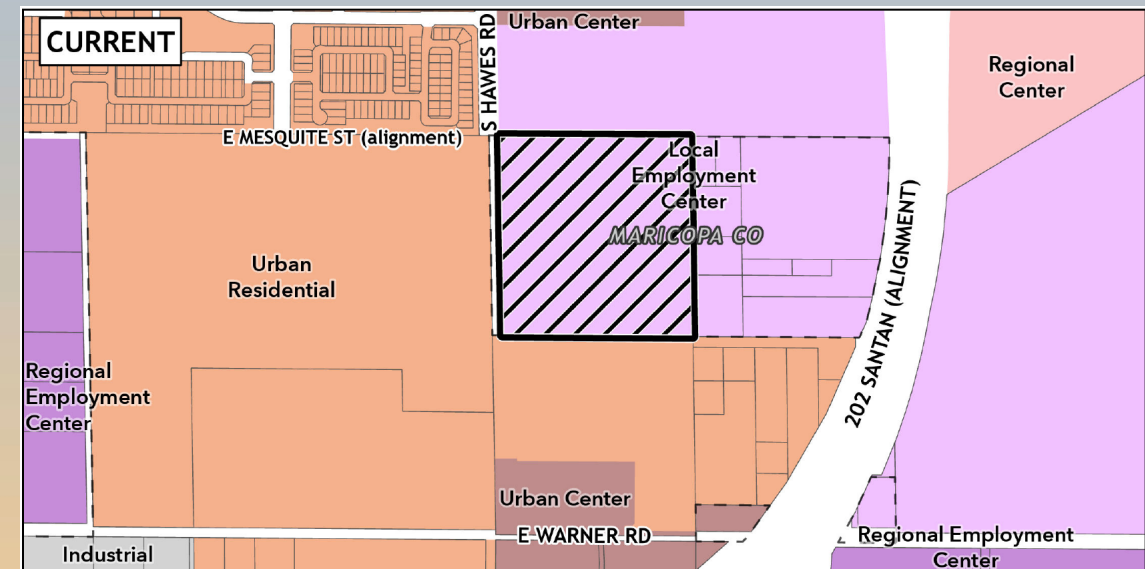 CURRENT
Urban Center
S HAWES RD
Regional
Center
E MESQUITE ST (alignment)
Local
Employment
Center
MARICOPA CO
Urban
Residential
202 SANTAN (ALIGNMENT)
Regional
Employment
Center
Urban Center
E WARNER RD
Regional Employment
Center
Industrial